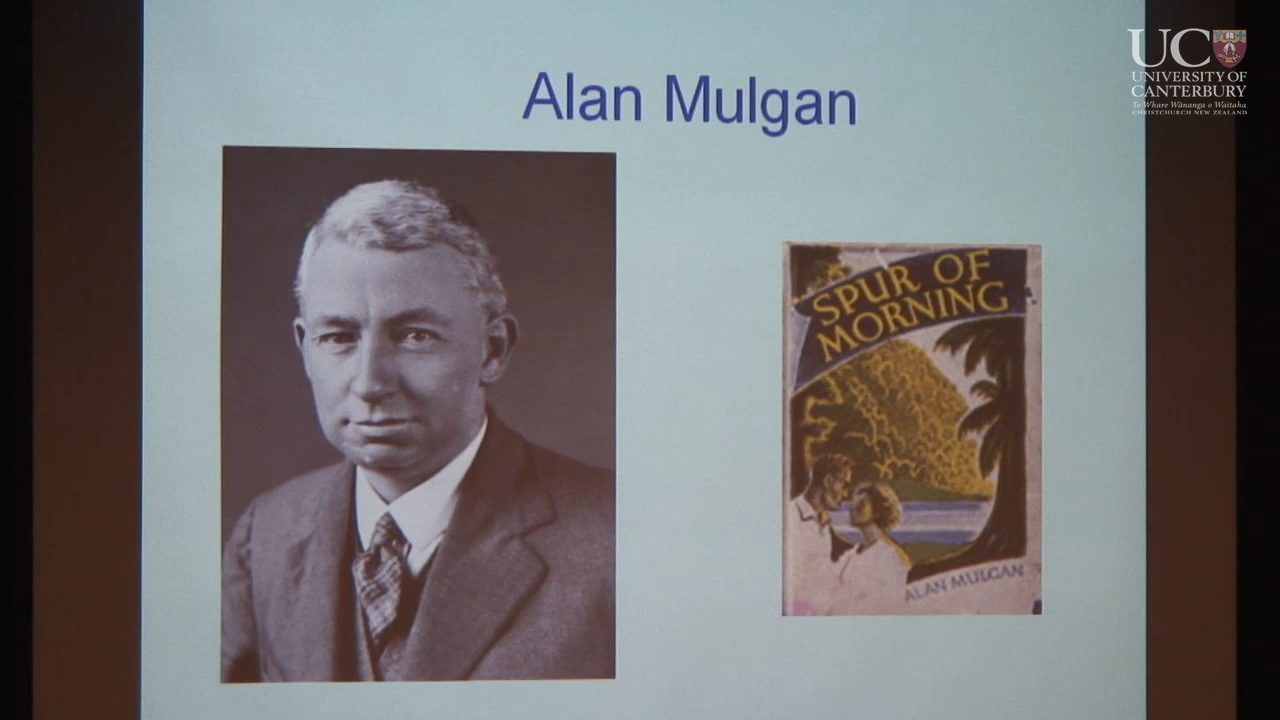 Alan Mulgan
UC
UNIVERSITY OF
CANTERBURY
Te Whare Wānanga o Waitaha
CHRISTCHURCH NEW ZEALAND
SPUR OF
MORNING
ALAN MULGAN